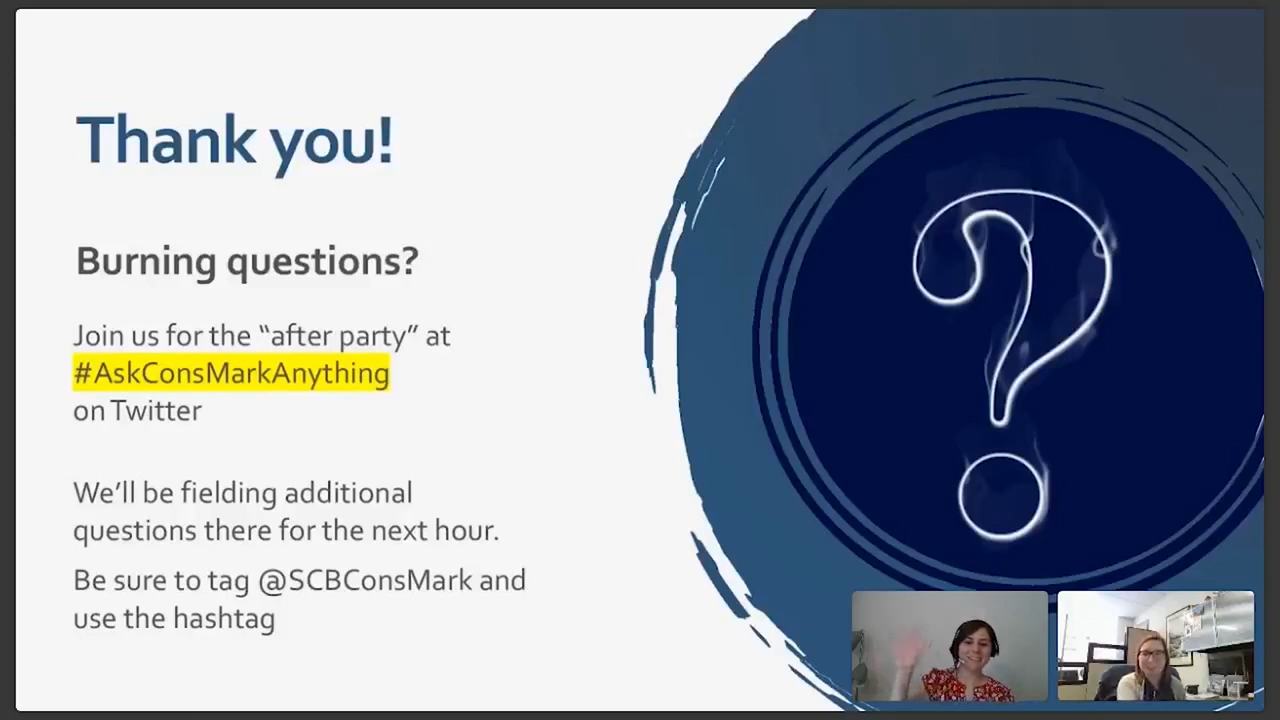 Thank you!
Burning questions?
Join us for the “after party” at
#AskConsMarkAnything
on Twitter
We’ll be fielding additional
questions there for the next hour.
Be sure to tag @SCBConsMark and
use the hashtag